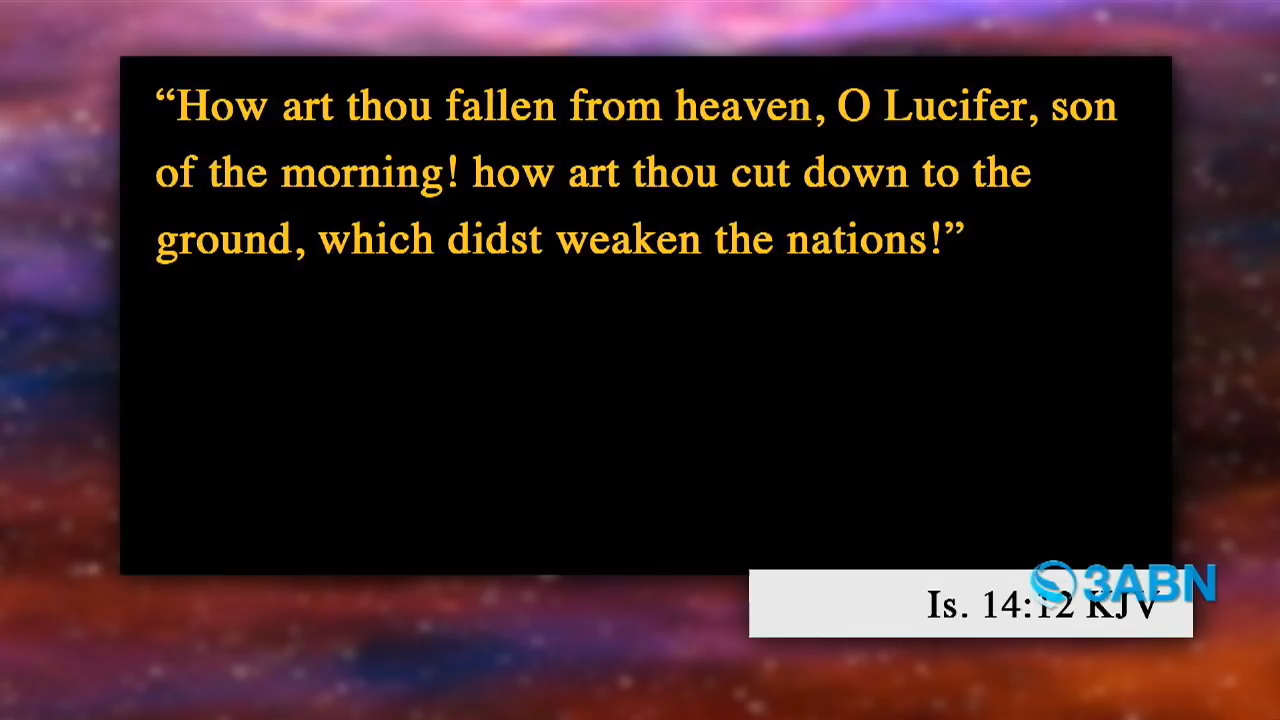 “How art thou fallen from heaven, O Lucifer, son
of the morning! how art thou cut down to the
ground, which didst weaken the nations!”
3ABN
Is. 14:12 KJV